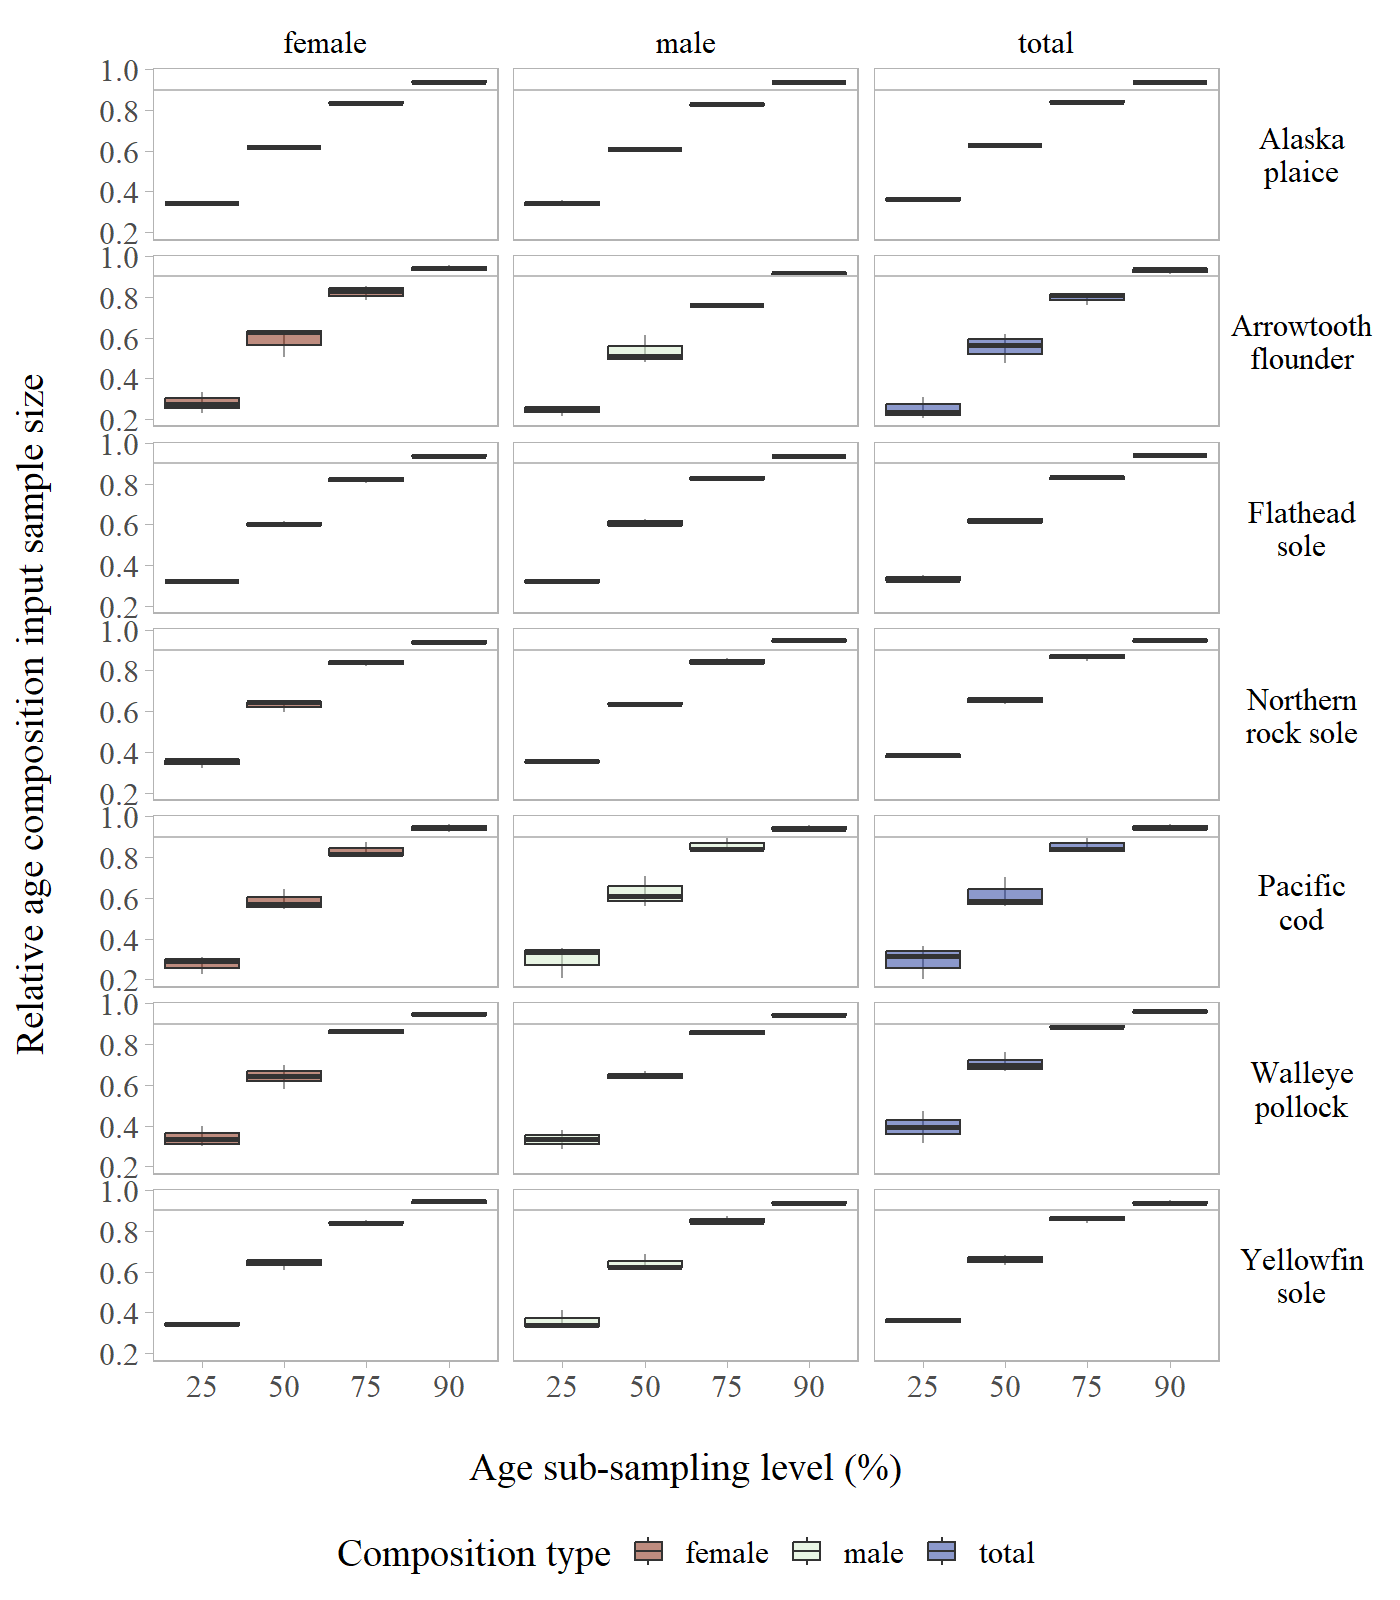 female male total
1.0
0.8
0.6
0.4
0.2
Alaska
plaice
1.0
0.8
0.6
0.4
0.2
Arrowtooth
flounder
1.0
0.8
0.6
0.4
0.2
Flathead
sole
1.0
0.8
0.6
0.4
0.2
Northern
rock sole
1.0
0.8
0.6
0.4
0.2
Pacific
cod
1.0
0.8
0.6
0.4
0.2
Walleye
pollock
1.0
0.8
0.6
0.4
0.2
Yellowfin
sole
Relative age composition input sample size
25 50 75 90 25 50 75 90 25 50 75 90
Age sub-sampling level (%)
Composition type female male total